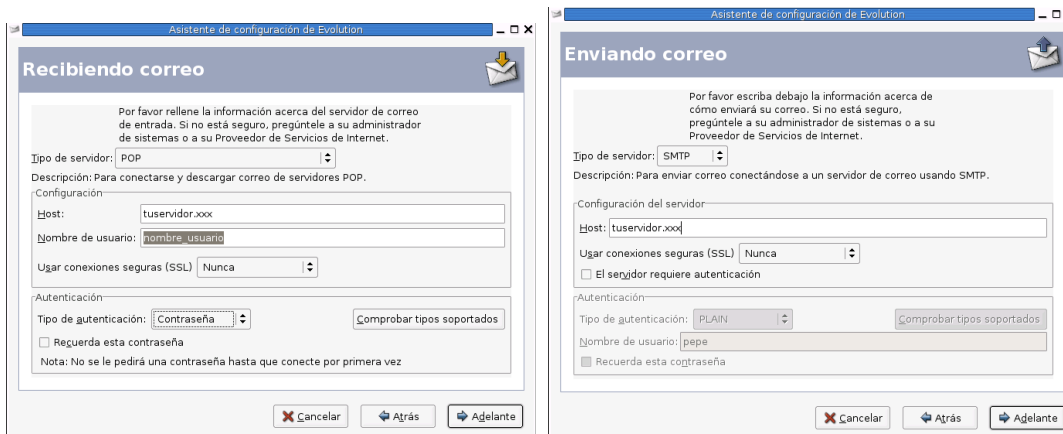 Asistente de configuración de Evolution
Recibiendo correo
Por favor rellene la información acerca del servidor de correo
de entrada. Si no está seguro, pregúntele a su administrador
de sistemas o a su Proveedor de Servicios de Internet.
Tipo de servidor: POP
Descripción: Para conectarse y descargar correo de servidores POP.
Configuración
Host: tuservidor.xxx
Nombre de usuario: nombre_usuario
Usar conexiones seguras (SSL) Nunca
Autenticación
Tipo de autenticación: Contraseña Comprobar tipos soportados
Recuerda esta contraseña
Nota: No se le pedirá una contraseña hasta que conecte por primera vez
Cancelar Atrás Adelante
Asistente de configuración de Evolution
Enviando correo
Por favor escriba debajo la información acerca de
cómo enviará su correo. Si no está seguro,
pregúntele a su administrador de sistemas o a su
Proveedor de Servicios de Internet.
Tipo de servidor: SMTP
Descripción: Para enviar correo conectándose a un servidor de correo usando SMTP.
Configuración del servidor
Host: tuservidor.xxx
Usar conexiones seguras (SSL) Nunca
El servidor requiere autenticación
Autenticación
Tipo de autenticación: PLAIN Comprobar tipos soportados
Nombre de usuario: pepe
Recuerda esta contraseña
Cancelar Atrás Adelante